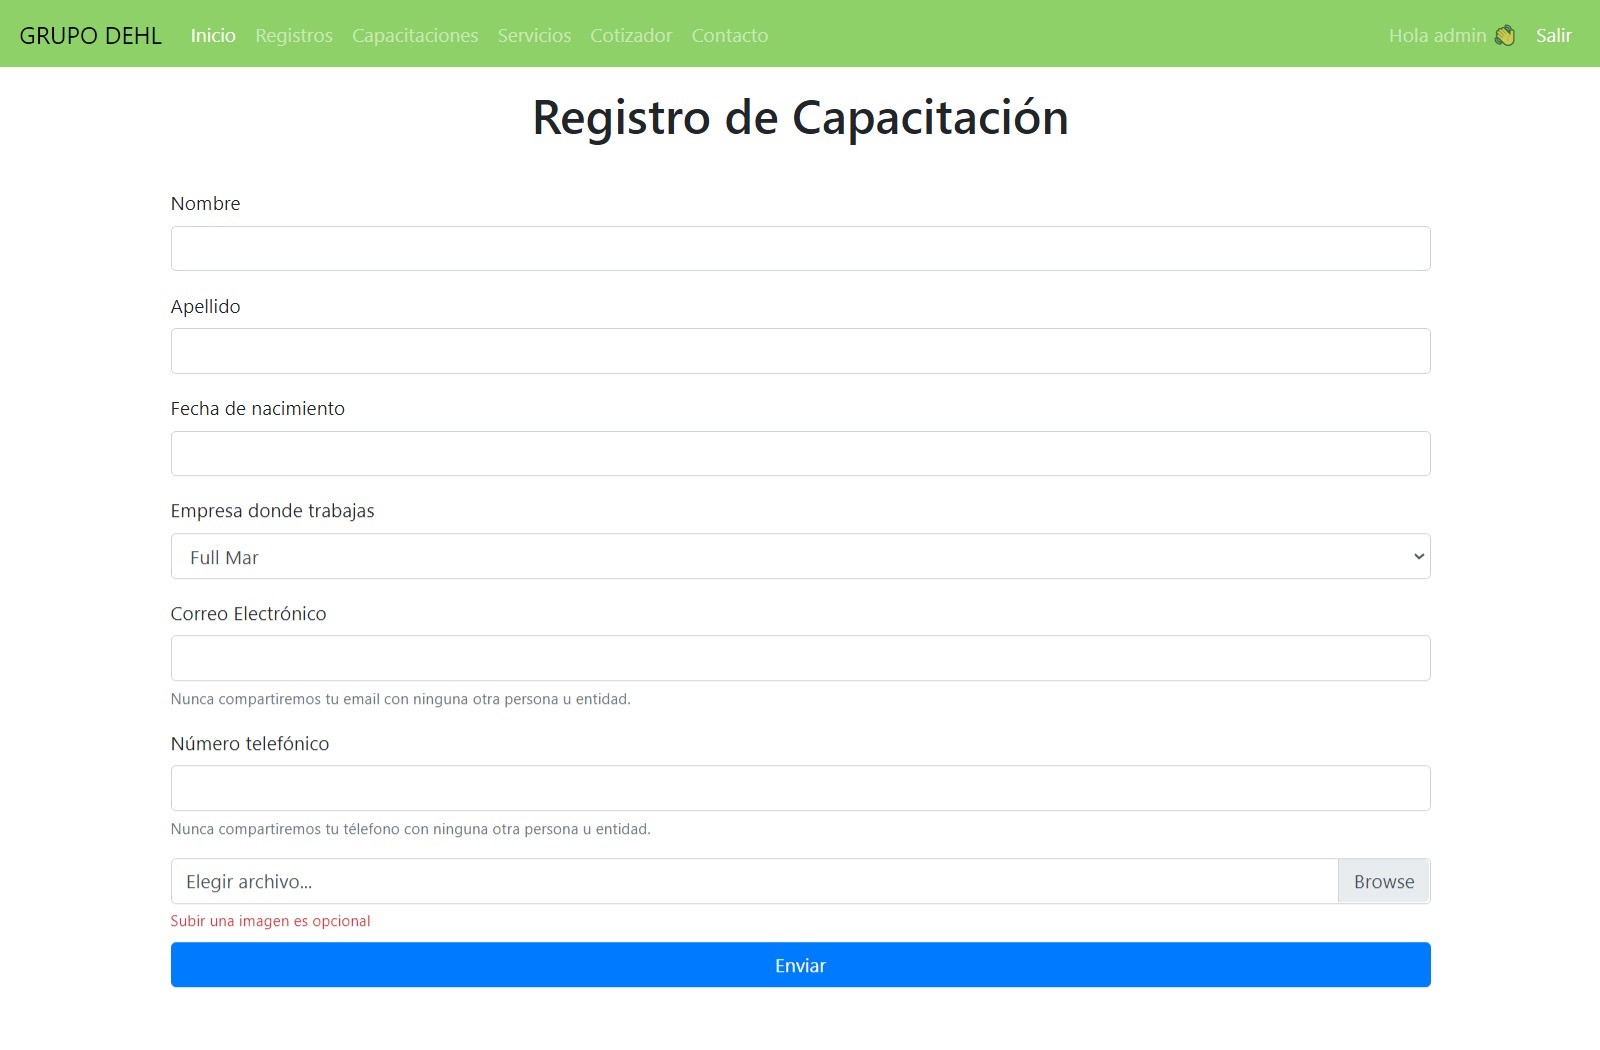 GRUPO DEHL Inicio Registros Capacitaciones Servicios Cotizador Contacto Hola admin 👋 Salir
Registro de Capacitación
Nombre
Apellido
Fecha de nacimiento
Empresa donde trabajas
Full Mar
Correo Electrónico
Nunca compartiremos tu email con ninguna otra persona u entidad.
Número telefónico
Nunca compartiremos tu télefono con ninguna otra persona u entidad.
Elegir archivo... Browse
Subir una imagen es opcional
Enviar